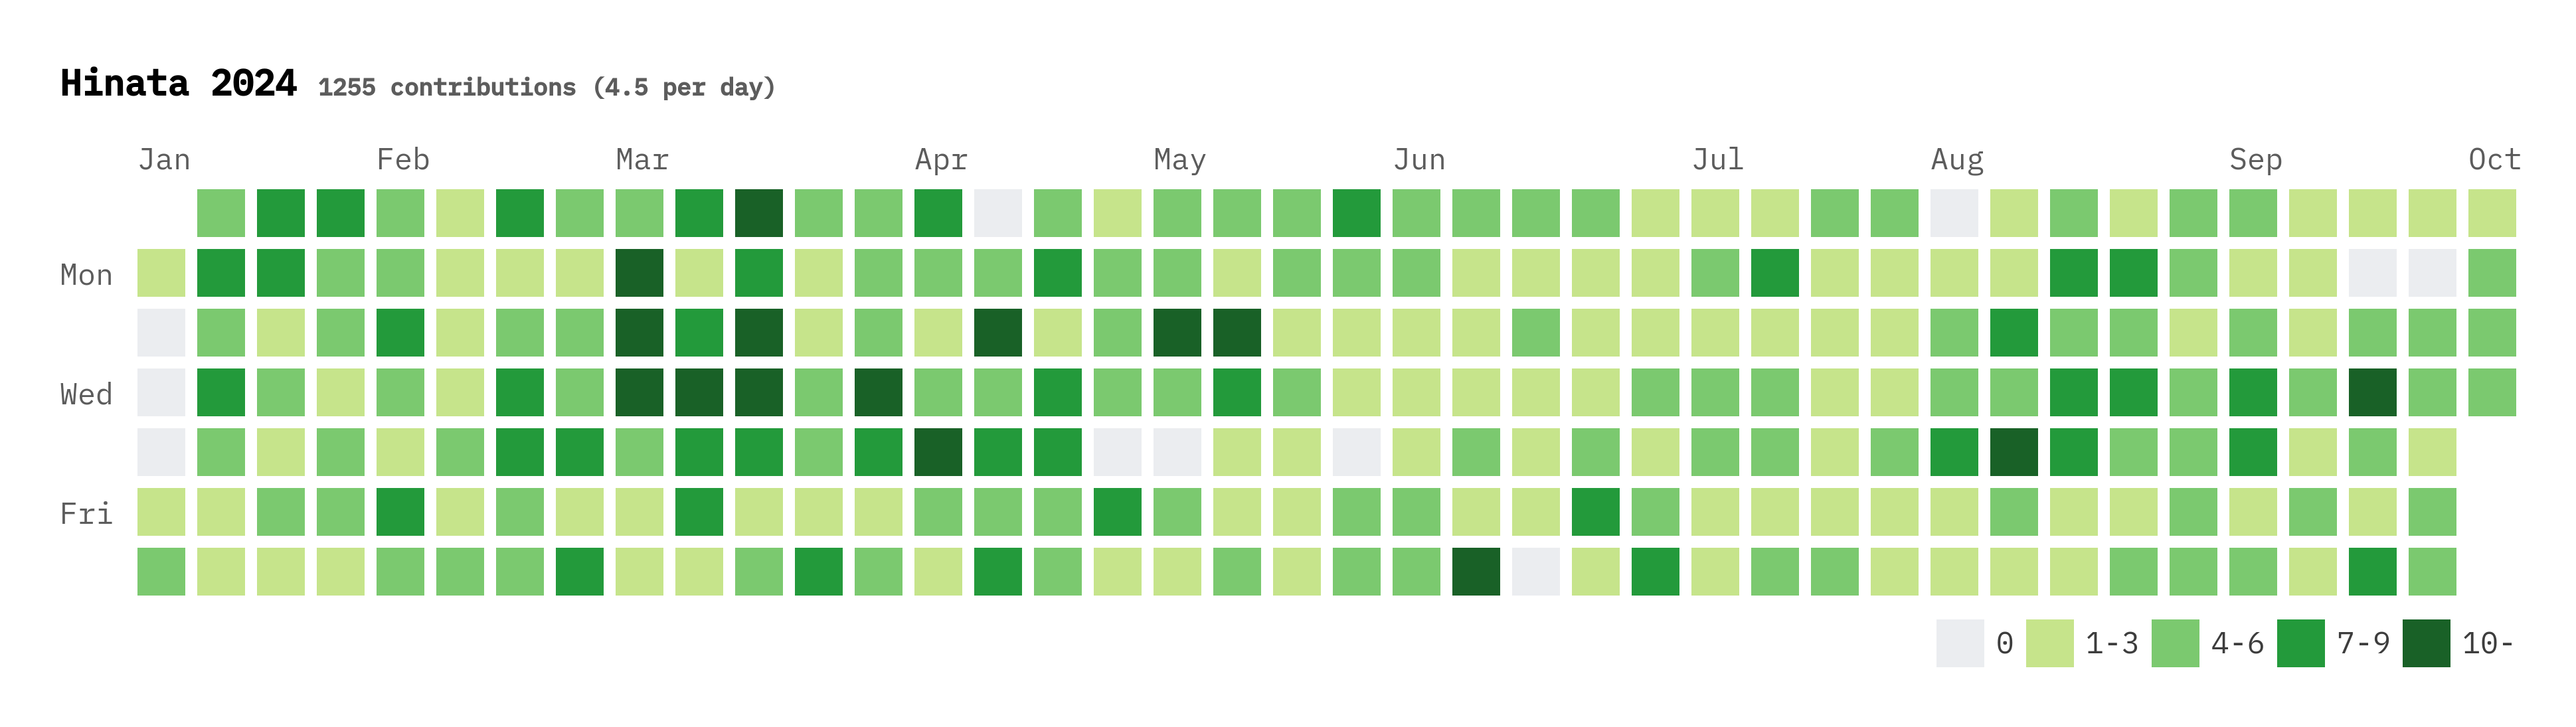 Hinata 2024 1255 contributions (4.5 per day)
Jan Feb Mar Apr May Jun Jul Aug Sep Oct
Mon
Wed
Fri
0 1-3 4-6 7-9 10-